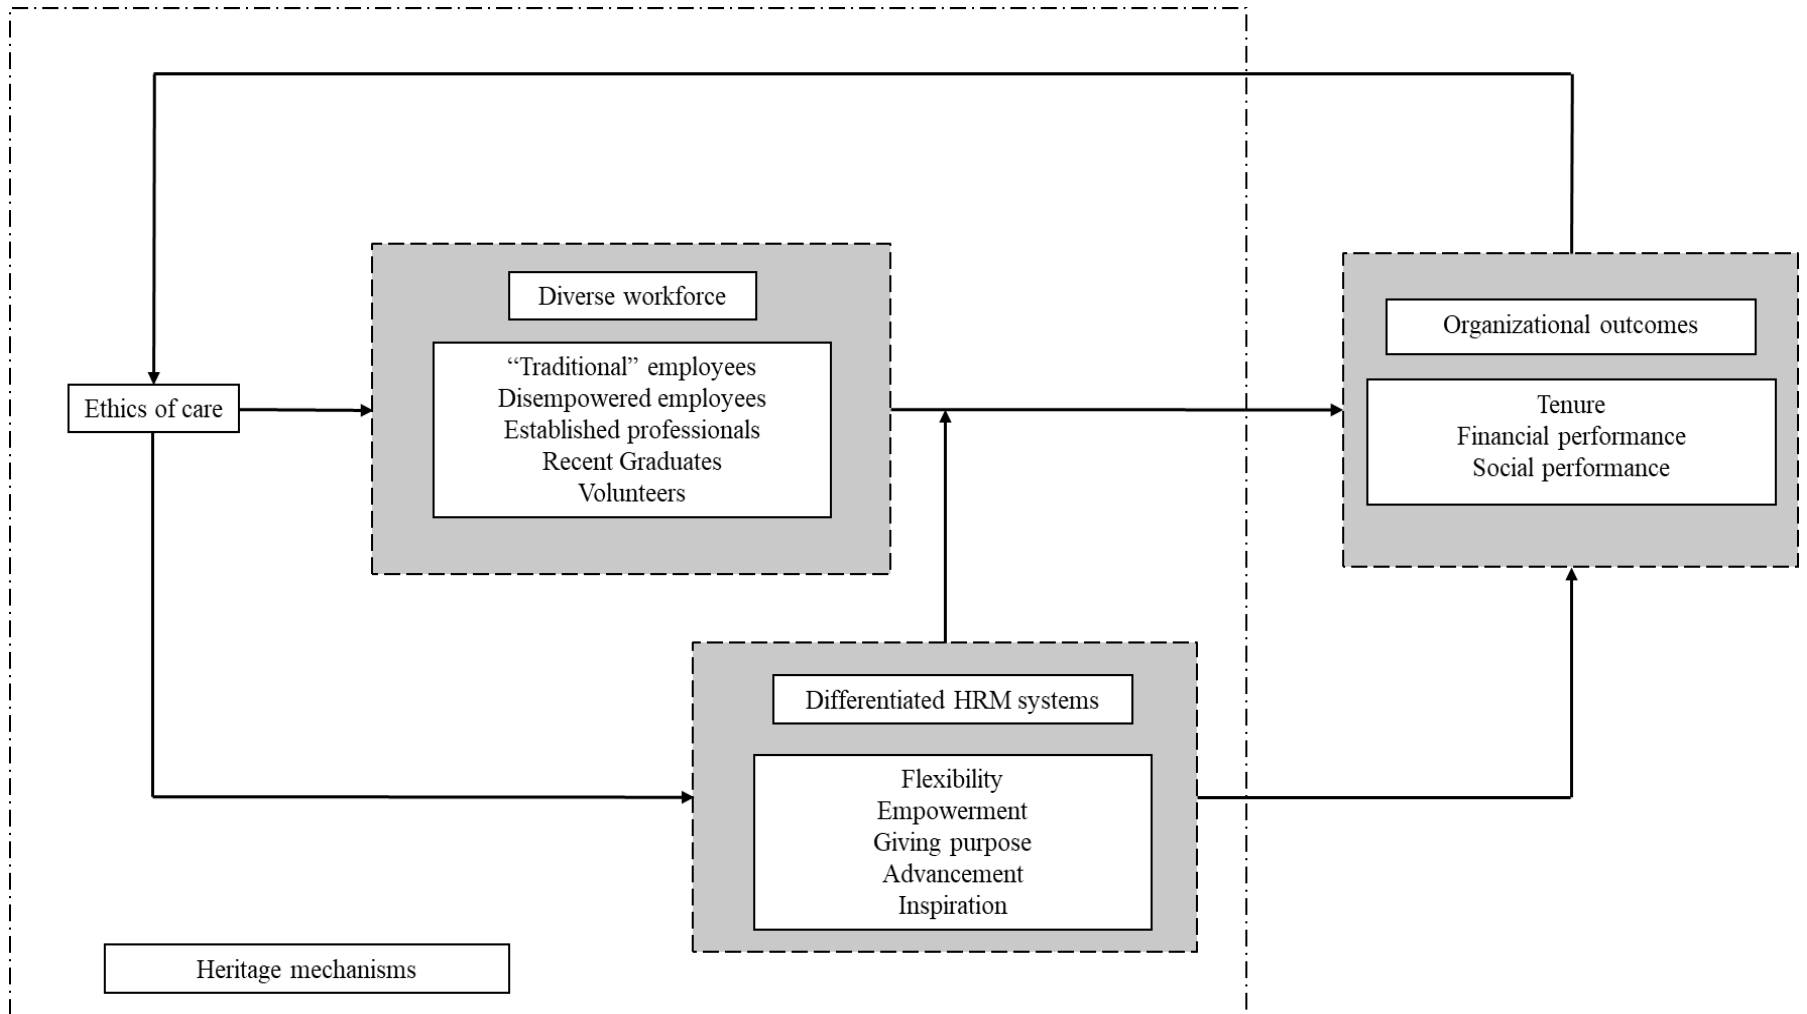 Diverse workforce
“Traditional” employees
Disempowered employees
Established professionals
Recent Graduates
Volunteers
Organizational outcomes
Tenure
Financial performance
Social performance
Ethics of care
Differentiated HRM systems
Flexibility
Empowerment
Giving purpose
Advancement
Inspiration
Heritage mechanisms